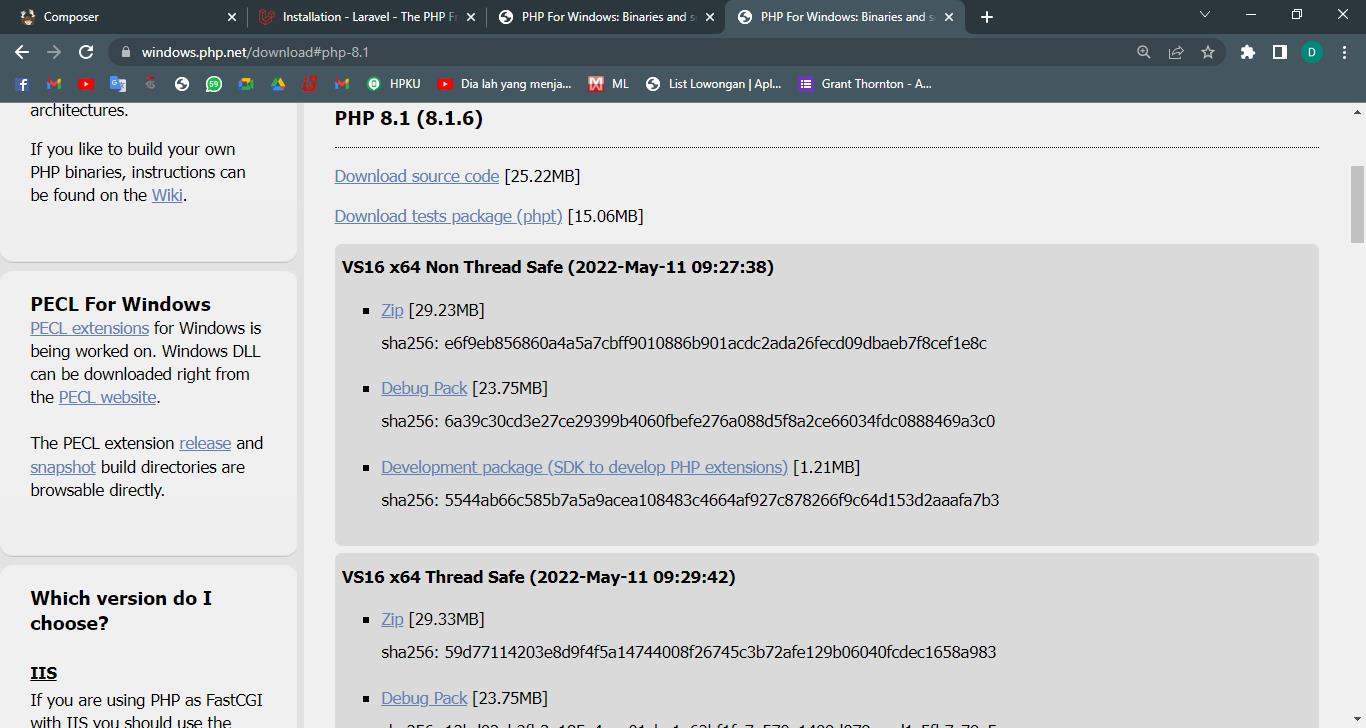 Composer
Installation - Laravel - The PHP Fr
PHP For Windows: Binaries and s
PHP For Windows: Binaries and s
windows.php.net/download#php-8.1
59
HPKU
Dia lah yang menja...
ML
List Lowongan | Apl...
Grant Thornton - A...
D
architectures.
If you like to build your own
PHP binaries, instructions can
be found on the Wiki.
PECL For Windows
PECL extensions for Windows is
being worked on. Windows DLL
can be downloaded right from
the PECL website.
The PECL extension release and
snapshot build directories are
browsable directly.
Which version do I
choose?
IIS
If you are using PHP as FastCGI
with IIS you should use the
PHP 8.1 (8.1.6)
Download source code [25.22MB]
Download tests package (phpt) [15.06MB]
VS16 x64 Non Thread Safe (2022-May-11 09:27:38)
Zip [29.23MB]
sha256: e6f9eb856860a4a5a7cbff9010886b901acdc2ada26fecd09dbaeb7f8cef1e8c
Debug Pack [23.75MB]
sha256: 6a39c30cd3e27ce29399b4060fbefe276a088d5f8a2ce66034fdc0888469a3c0
Development package (SDK to develop PHP extensions) [1.21MB]
sha256: 5544ab66c585b7a5a9acea108483c4664af927c878266f9c64d153d2aaafa7b3
VS16 x64 Thread Safe (2022-May-11 09:29:42)
Zip [29.33MB]
sha256: 59d77114203e8d9f4f5a14744008f26745c3b72afe129b06040fcdec1658a983
Debug Pack [23.75MB]